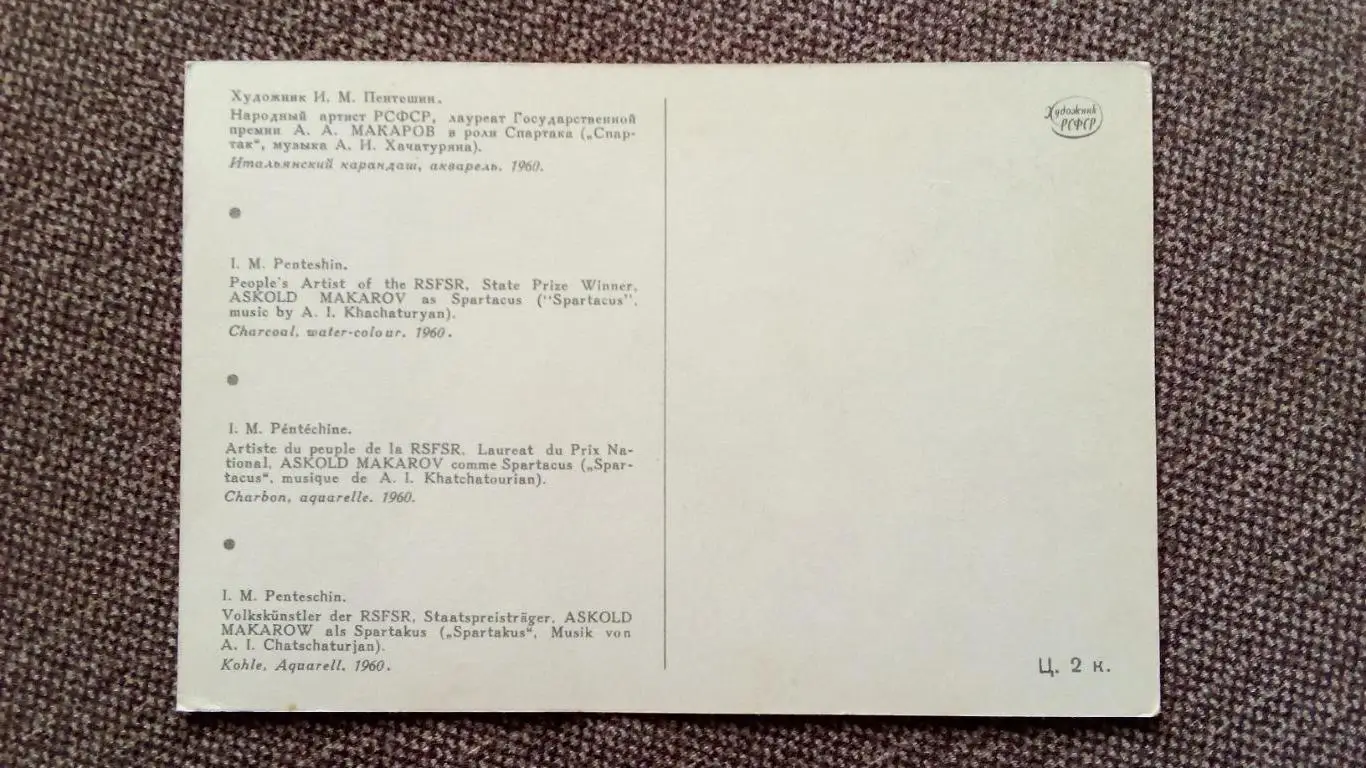 Художник И. М. Пентешин.
Народный артист РСФСР, лауреат Государственной
премии А. А. МАКАРОВ в роли Спартака („Спар-
так“, музыка А. И. Хачатуряна).
Итальянский карандаш, акварель. 1960.
I. M. Penteshin.
People's Artist of the RSFSR, State Prize Winner,
ASKOLD MAKAROV as Spartacus ("Spartacus",
music by A. I. Khachaturyan).
Charcoal, water-colour. 1960.
I. M. Péntéchine.
Artiste du peuple de la RSFSR, Laureat du Prix Na-
tional, ASKOLD MAKAROV comme Spartacus („Spar-
tacus“, musique de A. I. Khatchatourian).
Charbon, aquarelle. 1960.
I. M. Penteschin.
Volkskünstler der RSFSR, Staatspreisträger, ASKOLD
MAKAROW als Spartakus („Spartakus“, Musik von
A. I. Chatschaturjan).
Kohle, Aquarell. 1960.
Художник
РСФСР
Ц. 2 к.